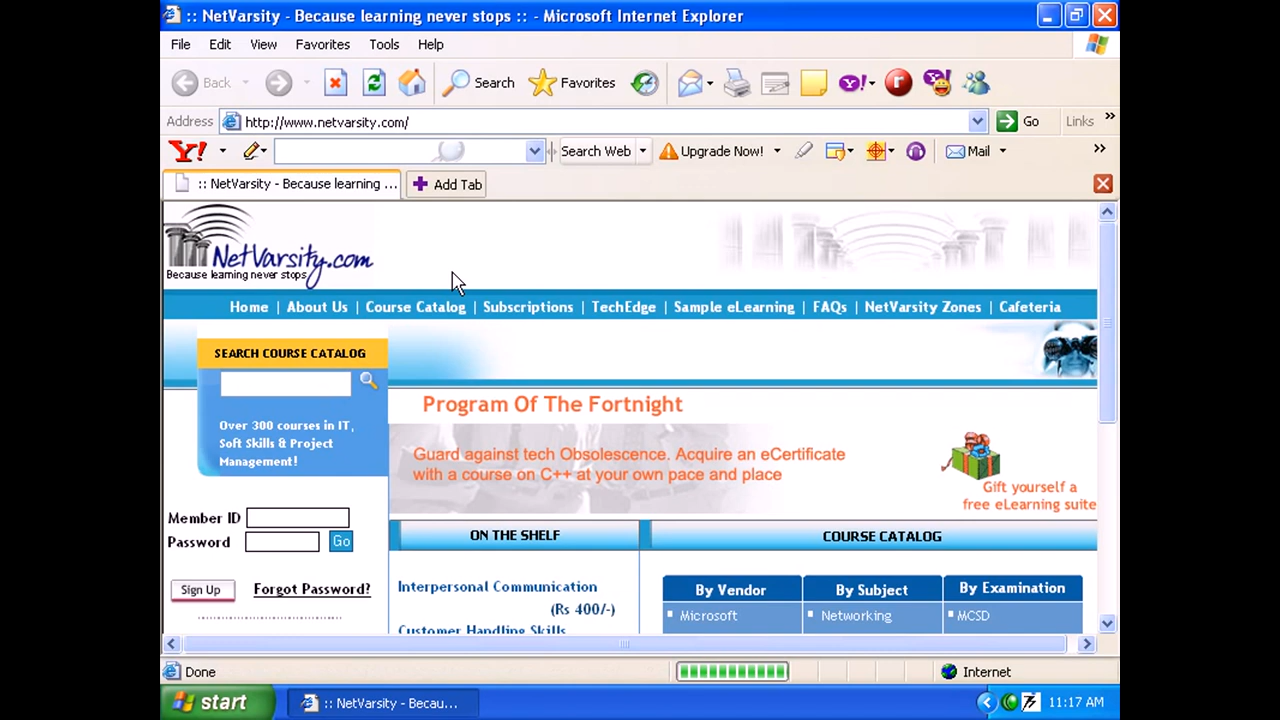 :: NetVarsity - Because learning never stops :: - Microsoft Internet Explorer
File Edit View Favorites Tools Help
Back Search Favorites
Address http://www.netvarsity.com/ Go Links »
Y! Search Web Upgrade Now! Mail »
:: NetVarsity - Because learning ... Add Tab
NetVarsity.com
Because learning never stops
Home | About Us | Course Catalog | Subscriptions | TechEdge | Sample eLearning | FAQs | NetVarsity Zones | Cafeteria
SEARCH COURSE CATALOG
Over 300 courses in IT,
Soft Skills & Project
Management!
Program Of The Fortnight
Guard against tech Obsolescence. Acquire an eCertificate
with a course on C++ at your own pace and place
Gift yourself a
free eLearning suite
Member ID
Password Go
Sign Up Forgot Password?
ON THE SHELF
Interpersonal Communication
(Rs 400/-)
Customer Handling Skills
COURSE CATALOG
By Vendor By Subject By Examination
Microsoft Networking MCSD
Done Internet
start :: NetVarsity - Becau... 11:17 AM